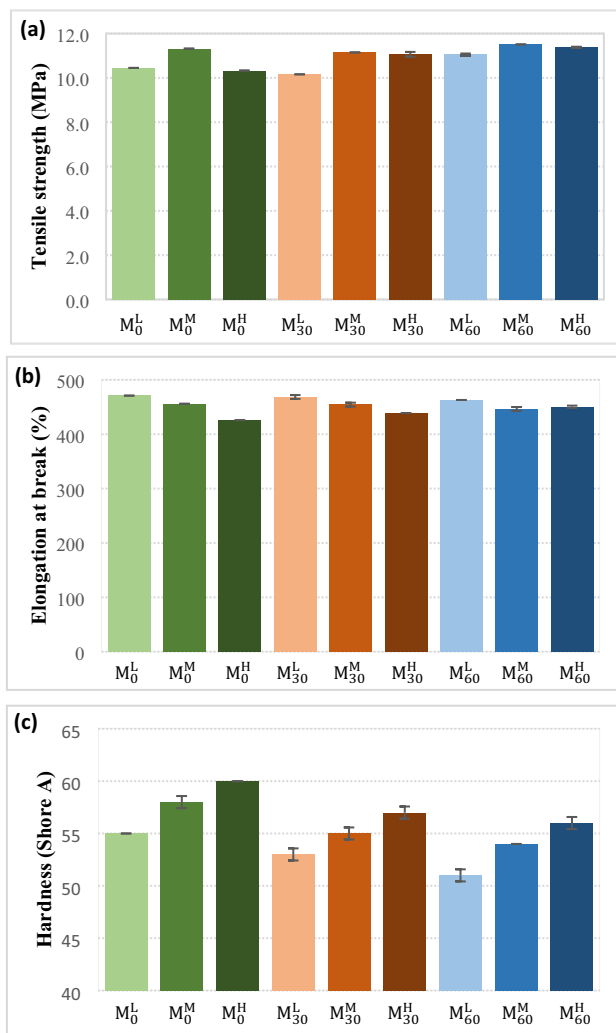 (a)
Tensile strength (MPa)
12.0
10.0
8.0
6.0
4.0
2.0
0.0
M₀ᴸ M₀ᴹ M₀ᴴ M₃₀ᴸ M₃₀ᴹ M₃₀ᴴ M₆₀ᴸ M₆₀ᴹ M₆₀ᴴ
(b)
Elongation at break (%)
500
400
300
200
100
0
M₀ᴸ M₀ᴹ M₀ᴴ M₃₀ᴸ M₃₀ᴹ M₃₀ᴴ M₆₀ᴸ M₆₀ᴹ M₆₀ᴴ
(c)
Hardness (Shore A)
65
60
55
50
45
40
M₀ᴸ M₀ᴹ M₀ᴴ M₃₀ᴸ M₃₀ᴹ M₃₀ᴴ M₆₀ᴸ M₆₀ᴹ M₆₀ᴴ